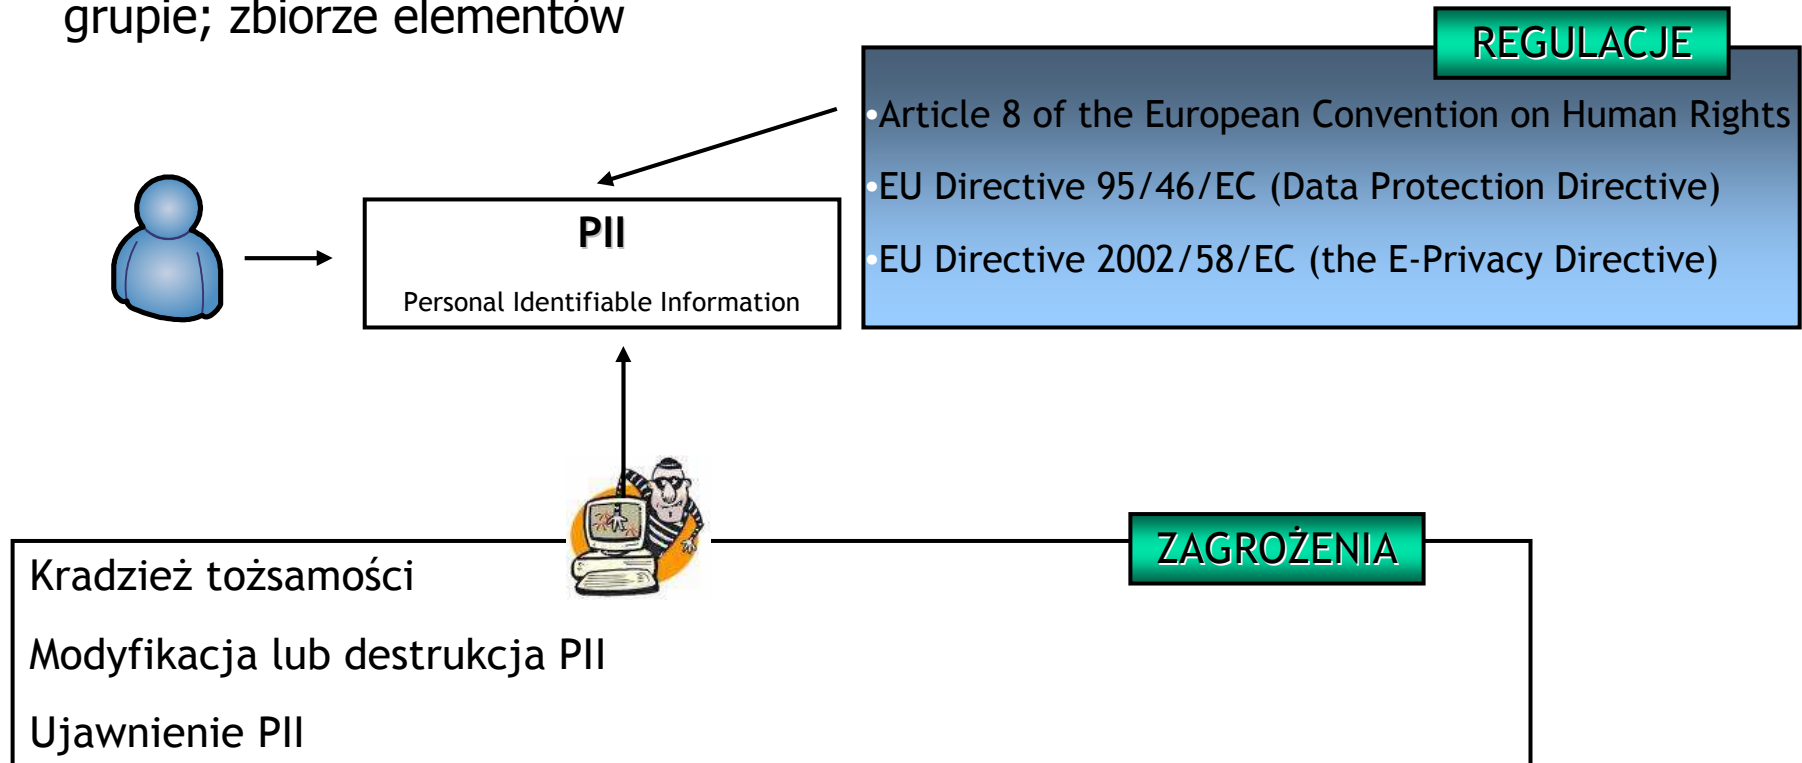 grupie; zbiorze elementów
REGULACJE
•Article 8 of the European Convention on Human Rights
•EU Directive 95/46/EC (Data Protection Directive)
•EU Directive 2002/58/EC (the E-Privacy Directive)
PII
Personal Identifiable Information
ZAGROŻENIA
Kradzież tożsamości
Modyfikacja lub destrukcja PII
Ujawnienie PII